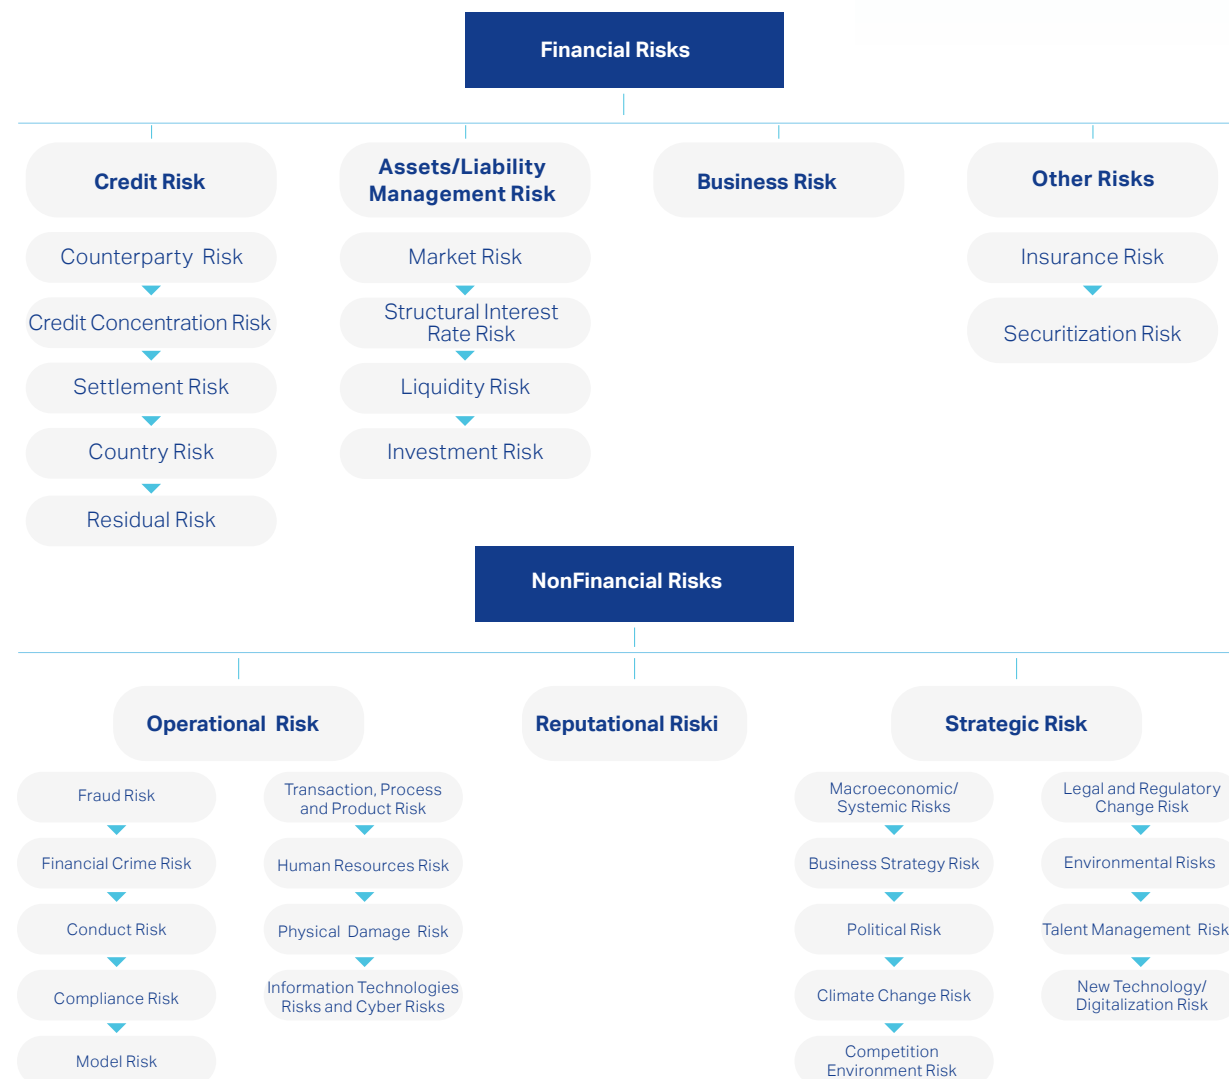 Financial Risks
Credit Risk
Counterparty Risk
Credit Concentration Risk
Settlement Risk
Country Risk
Residual Risk
Assets/Liability
Management Risk
Market Risk
Structural Interest
Rate Risk
Liquidity Risk
Investment Risk
Business Risk
Other Risks
Insurance Risk
Securitization Risk
NonFinancial Risks
Operational Risk
Fraud Risk
Financial Crime Risk
Conduct Risk
Compliance Risk
Model Risk
Transaction, Process
and Product Risk
Human Resources Risk
Physical Damage Risk
Information Technologies
Risks and Cyber Risks
Reputational Riski
Strategic Risk
Macroeconomic/
Systemic Risks
Business Strategy Risk
Political Risk
Climate Change Risk
Competition
Environment Risk
Legal and Regulatory
Change Risk
Environmental Risks
Talent Management Risk
New Technology/
Digitalization Risk